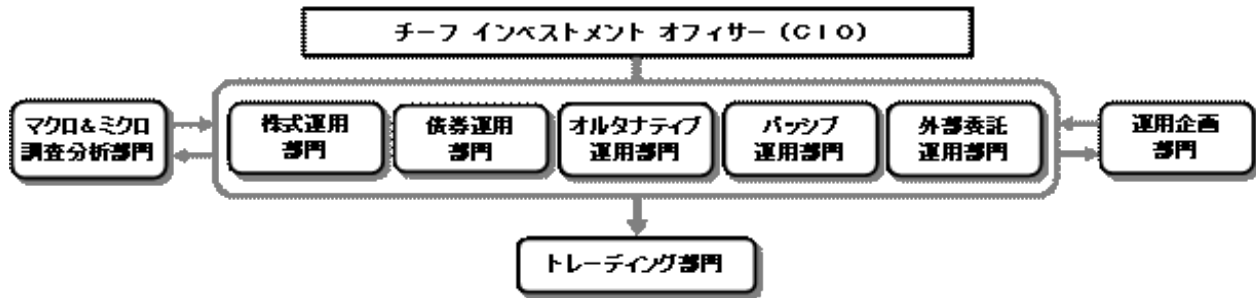 チーフ インベストメント オフィサー（ＣＩＯ）
マクロ＆ミクロ
調査分析部門
株式運用
部門
債券運用
部門
オルタナティブ
運用部門
パッシブ
運用部門
外部委託
運用部門
運用企画
部門
トレーディング部門